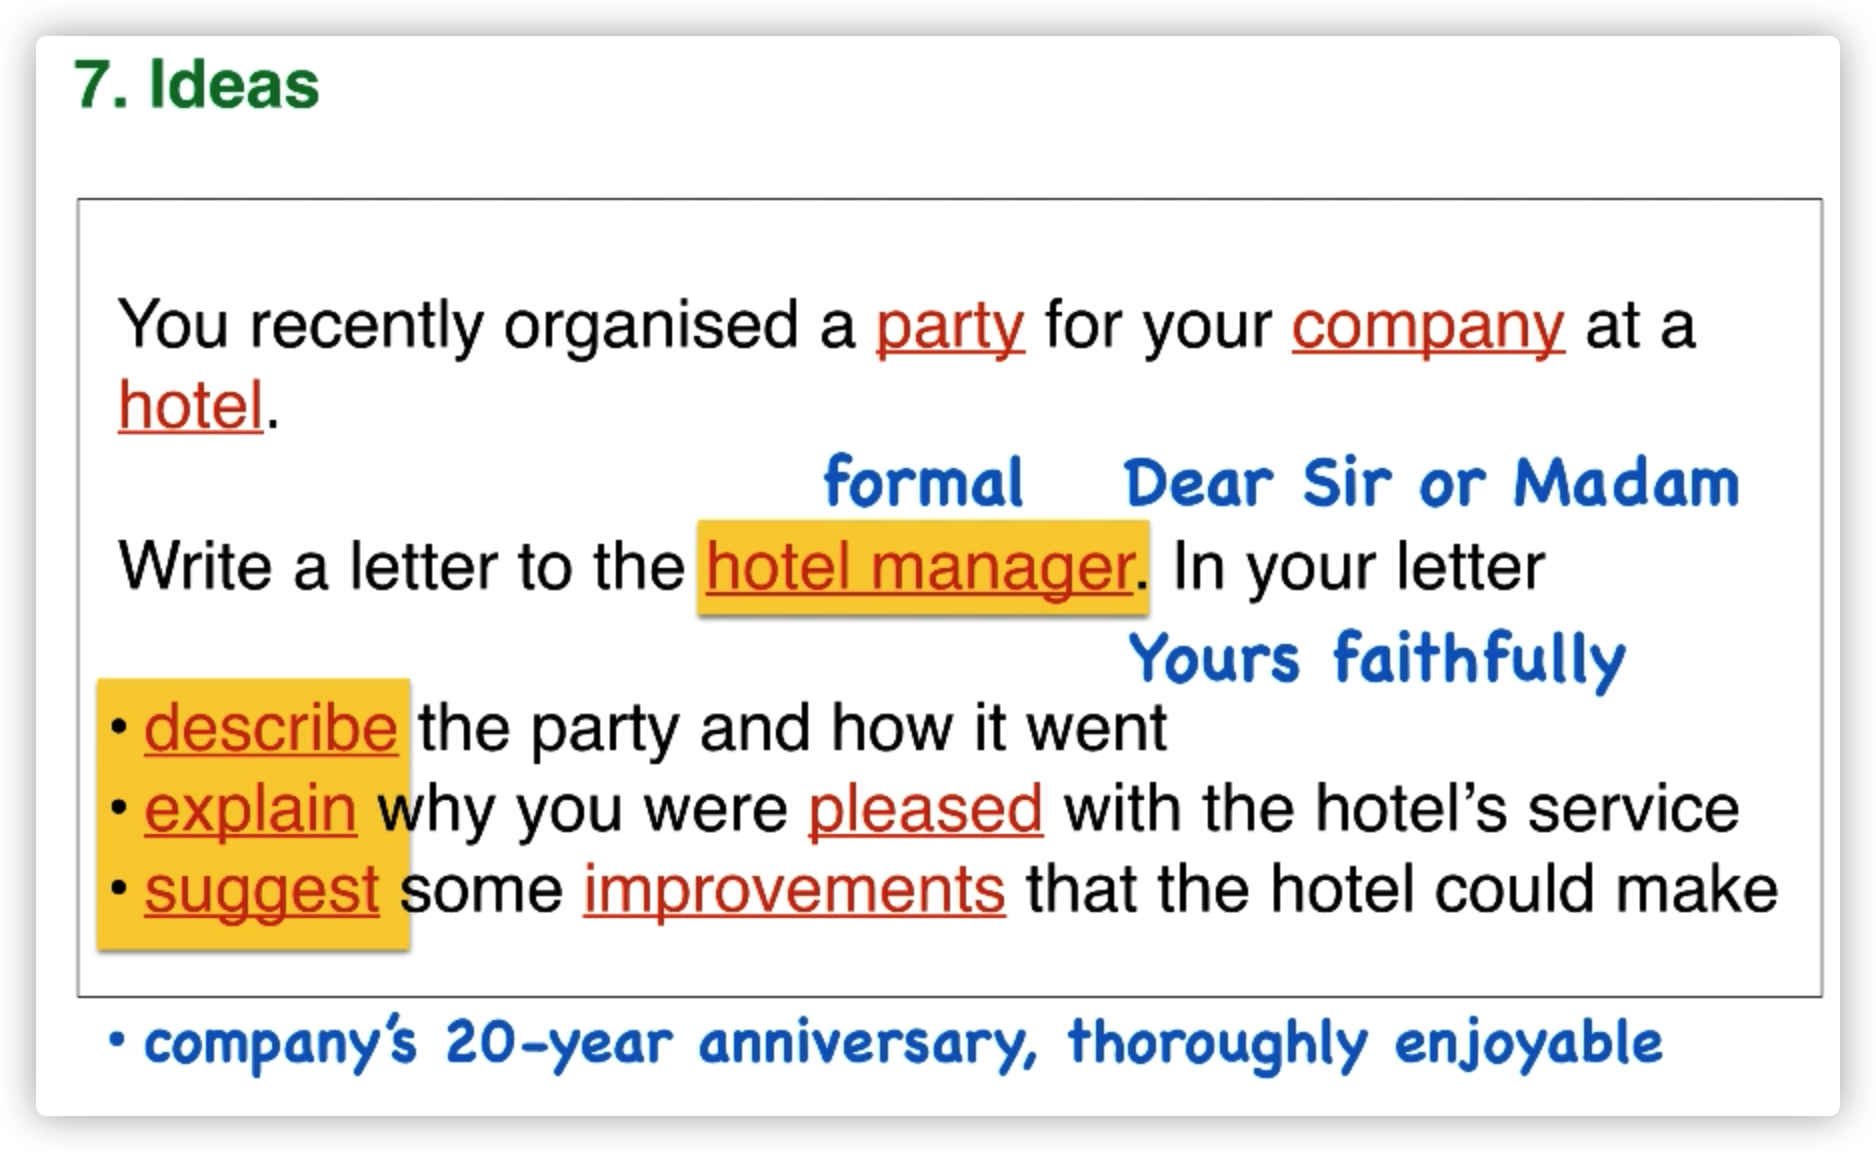 7. Ideas
You recently organised a party for your company at a
hotel.
formal Dear Sir or Madam
Write a letter to the hotel manager. In your letter
Yours faithfully
• describe the party and how it went
• explain why you were pleased with the hotel’s service
• suggest some improvements that the hotel could make
• company’s 20-year anniversary, thoroughly enjoyable